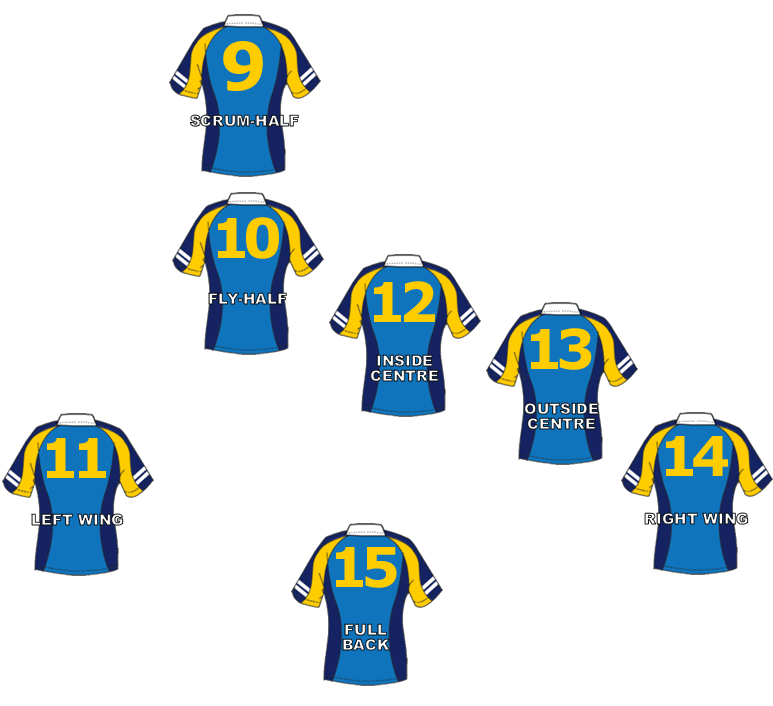 9
SCRUM-HALF
10
FLY-HALF
12
INSIDE
CENTRE
13
OUTSIDE
CENTRE
11
LEFT WING
14
RIGHT WING
15
FULL
BACK